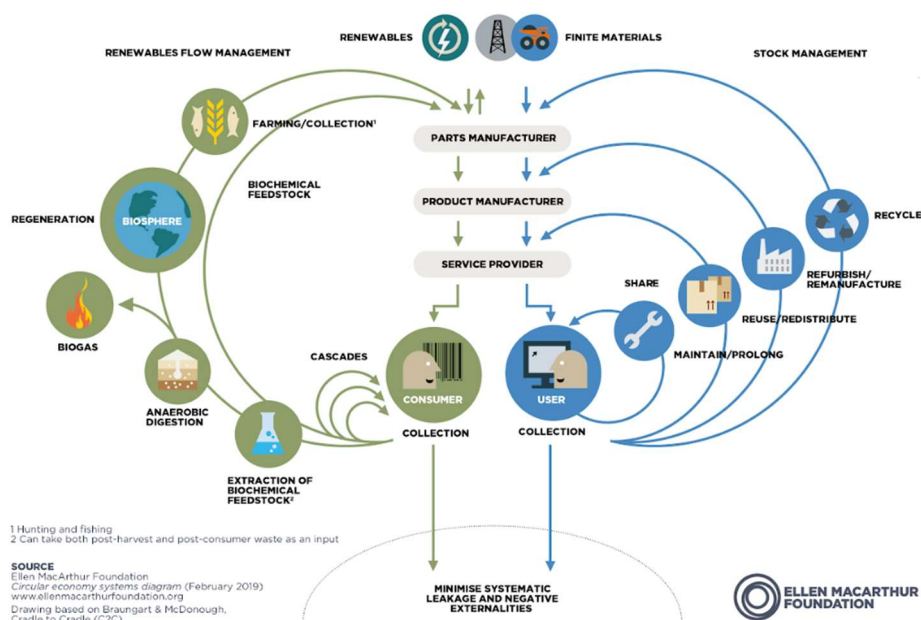 RENEWABLES
FINITE MATERIALS
RENEWABLES FLOW MANAGEMENT
STOCK MANAGEMENT
FARMING/COLLECTION¹
PARTS MANUFACTURER
BIOCHEMICAL
FEEDSTOCK
PRODUCT MANUFACTURER
REGENERATION
BIOSPHERE
RECYCLE
SERVICE PROVIDER
SHARE
REFURBISH/
REMANUFACTURE
REUSE/REDISTRIBUTE
BIOGAS
CASCADES
MAINTAIN/PROLONG
CONSUMER
USER
ANAEROBIC
DIGESTION
COLLECTION
COLLECTION
EXTRACTION OF
BIOCHEMICAL
FEEDSTOCK²
1 Hunting and fishing
2 Can take both post-harvest and post-consumer waste as an input
SOURCE
Ellen MacArthur Foundation
Circular economy systems diagram (February 2019)
www.ellenmacarthurfoundation.org
Drawing based on Braungart & McDonough,
Cradle to Cradle (C2C)
MINIMISE SYSTEMATIC
LEAKAGE AND NEGATIVE
EXTERNALITIES
ELLEN MACARTHUR
FOUNDATION